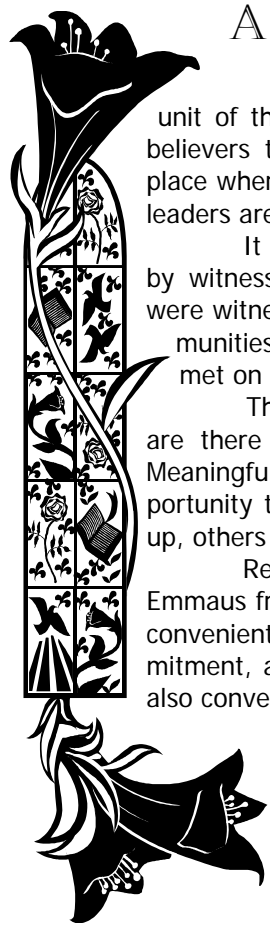 A
unit of th
believers t
place when
leaders are
It
by witness
were witne
munities
met on
Th
are there
Meaningfu
portunity t
up, others
Re
Emmaus fr
convenient
mitment, a
also conve